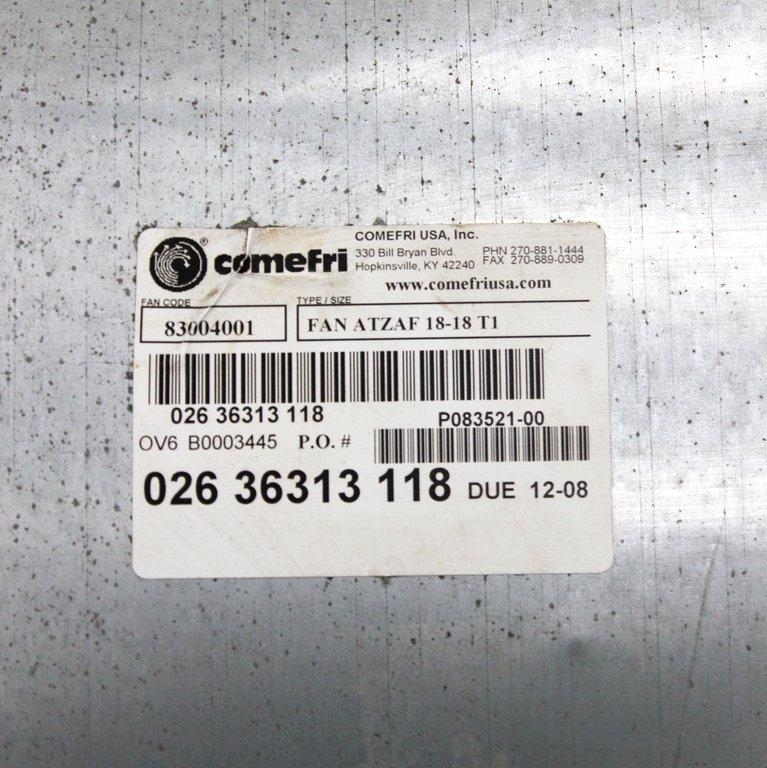 COMEFRI USA, Inc.
® comefri 330 Bill Bryan Blvd. PHN 270-881-1444
Hopkinsville, KY 42240 FAX 270-889-0309
www.comefriusa.com
FAN CODE TYPE / SIZE
83004001 FAN ATZAF 18-18 T1
026 36313 118 P083521-00
OV6 B0003445 P.O. #
026 36313 118 DUE 12-08